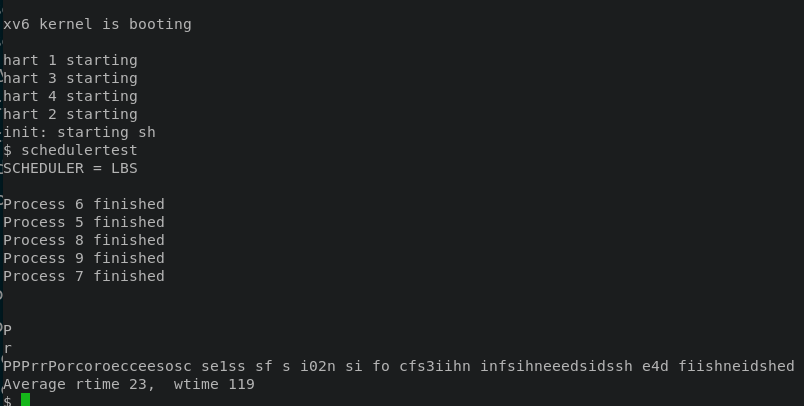 xv6 kernel is booting
hart 1 starting
hart 3 starting
hart 4 starting
hart 2 starting
init: starting sh
$ schedulertest
SCHEDULER = LBS
Process 6 finished
Process 5 finished
Process 8 finished
Process 9 finished
Process 7 finished
P
r
PPPrrPorcoroecceesosc se1ss sf s i02n si fo cfs3iihn infsihneeedsidssh e4d fiishneidshed
Average rtime 23,  wtime 119
$